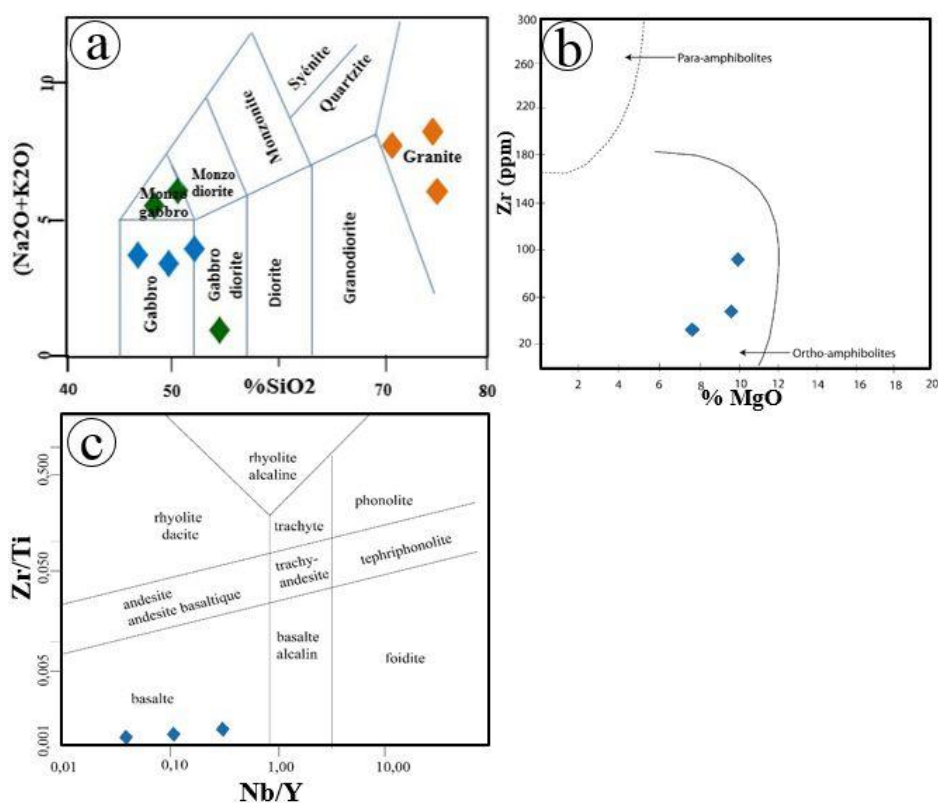 a
(Na2O+K2O)
10
5
0
Syénite
Quartzite
Monzonite
Monzo
diorite
Monzo
gabbro
Granite
Gabbro
Gabbro
diorite
Diorite
Granodiorite
40
50
60
70
80
%SiO2
b
Zr (ppm)
300
260
220
180
140
100
60
20
Para-amphibolites
Ortho-amphibolites
2
4
6
8
10
12
14
16
18
20
% MgO
c
Zr/Ti
0,500
0,050
0,005
0,001
rhyolite
alcaline
rhyolite
dacite
trachyte
phonolite
trachy-
andesite
tephriphonolite
andesite
andesite basaltique
basalte
alcalin
foidite
basalte
0,01
0,10
1,00
10,00
Nb/Y